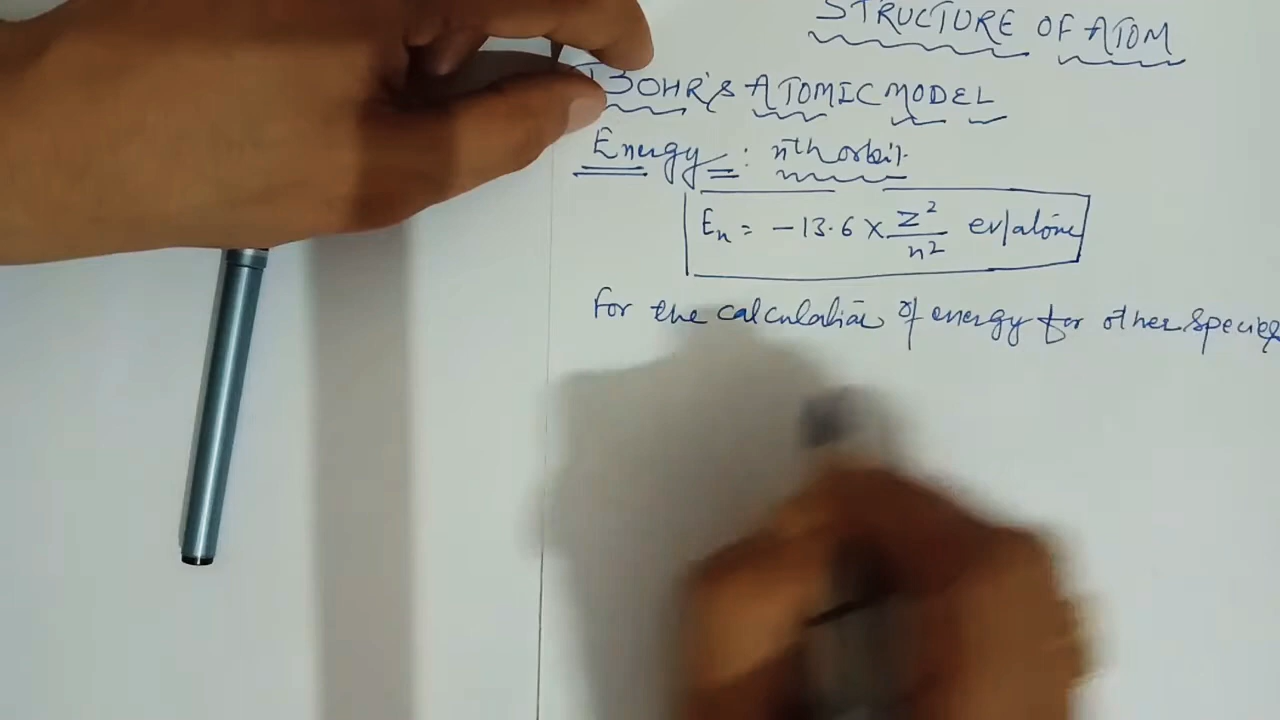 STRUCTURE OF ATOM
BOHR'S ATOMIC MODEL
Energy : nth orbit
En = -13.6 × Z²/n² ev/atom
For the calculation of energy for other species